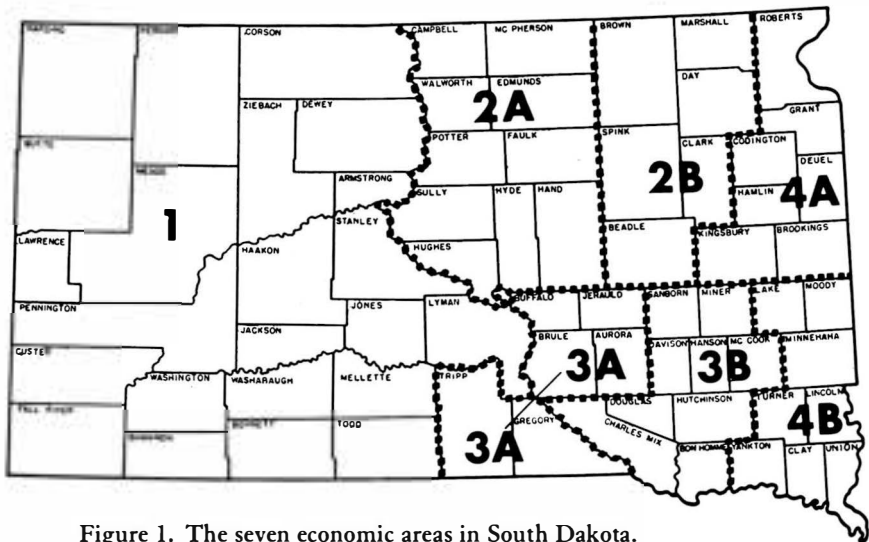 CORSON
CAMPBELL
MC PHERSON
BROWN
MARSHALL
ROBERTS
WALWORTH
EDMUNDS
DAY
2A
ZIEBACH
DEWEY
GRANT
POTTER
FAULK
SPINK
CLARK
CODINGTON
DEUEL
MEADE
ARMSTRONG
2B
4A
SULLY
HYDE
HAND
HAMLIN
1
STANLEY
LAWRENCE
HAAKON
HUGHES
BEADLE
KINGSBURY
BROOKINGS
PENNINGTON
JONES
LYMAN
BUFFALO
JERAULD
SANBORN
MINER
LAKE
MOODY
JACKSON
BRULE
AURORA
DAVISON
HANSON
MC COOK
MINNEHAHA
CUSTER
3A
3B
WASHINGTON
WASHABAUGH
MELLETTE
TRIPP
DOUGLAS
HUTCHINSON
TURNER
LINCOLN
TODD
GREGORY
CHARLES MIX
4B
3A
BON HOMME
YANKTON
CLAY
UNION
Figure 1. The seven economic areas in South Dakota.